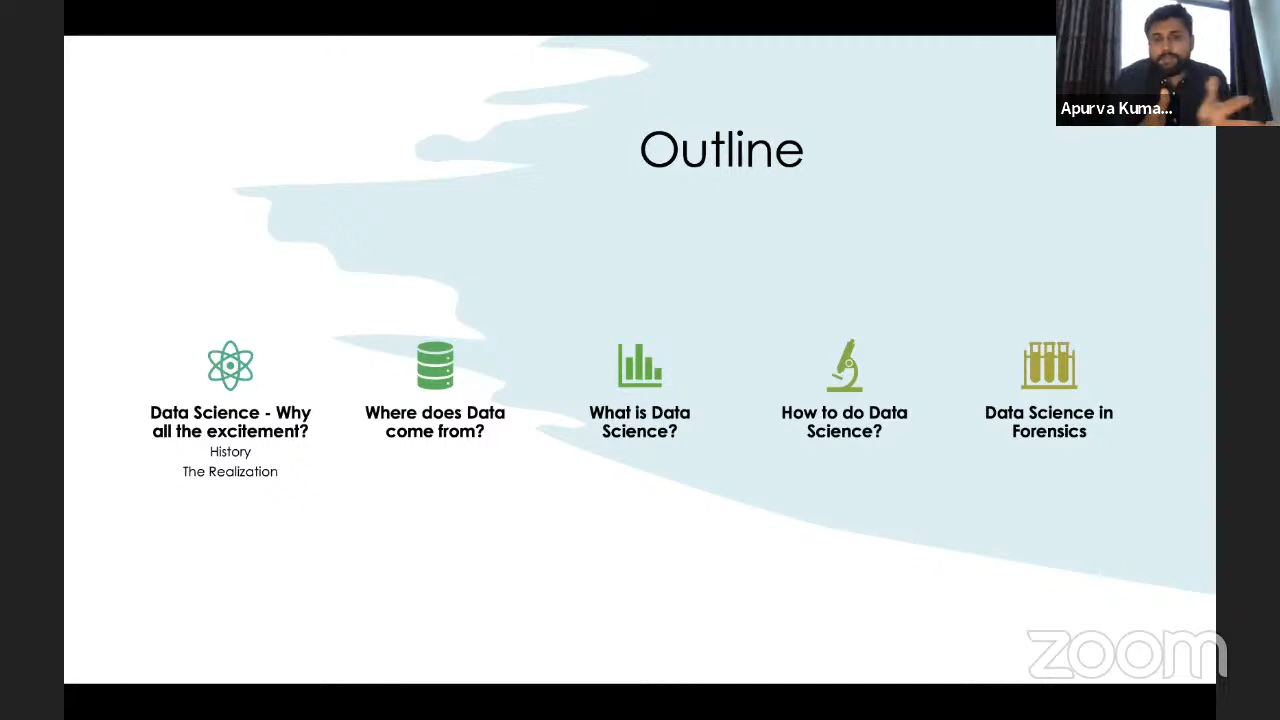 Apurva Kuma...
Outline
Data Science - Why
all the excitement?
History
The Realization
Where does Data
come from?
What is Data
Science?
How to do Data
Science?
Data Science in
Forensics
zoom